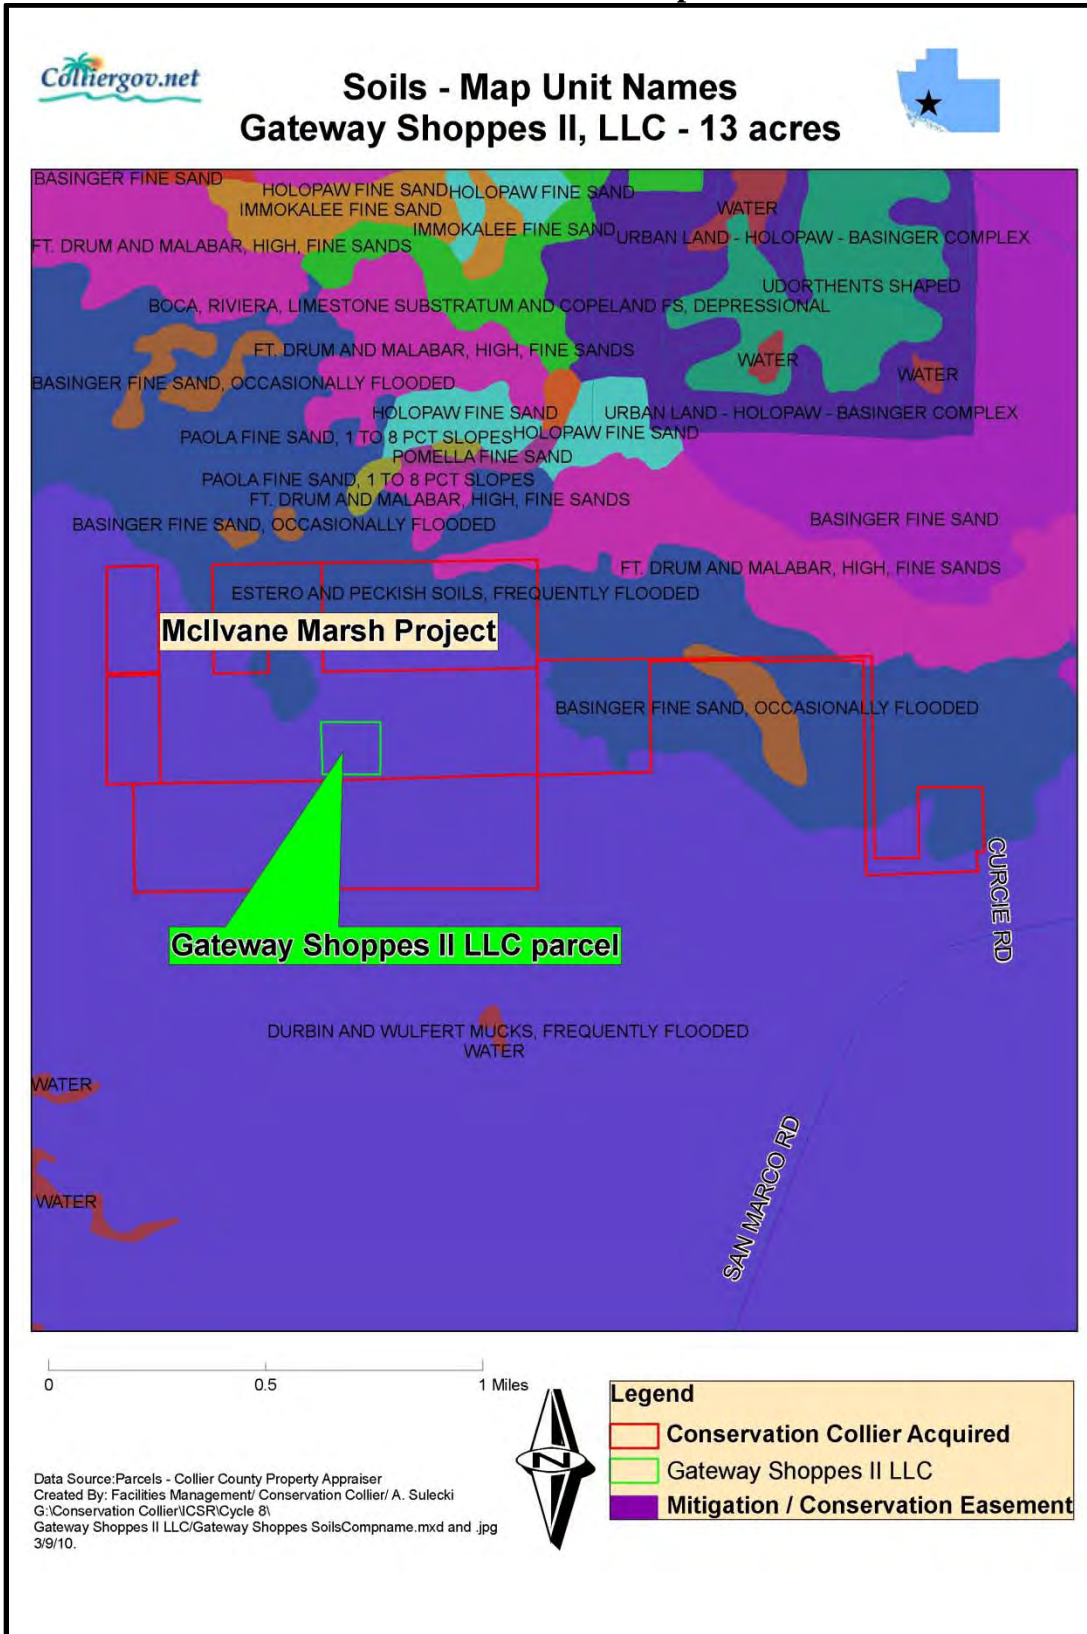 Colliergov.net
Soils - Map Unit Names
Gateway Shoppes II, LLC - 13 acres
BASINGER FINE SAND
HOLOPAW FINE SAND
HOLOPAW FINE SAND
IMMOKALEE FINE SAND
WATER
IMMOKALEE FINE SAND
URBAN LAND - HOLOPAW - BASINGER COMPLEX
FT. DRUM AND MALABAR, HIGH, FINE SANDS
UDORTHENTS SHAPED
BOCA, RIVIERA, LIMESTONE SUBSTRATUM AND COPELAND FS, DEPRESSIONAL
FT. DRUM AND MALABAR, HIGH, FINE SANDS
WATER
WATER
BASINGER FINE SAND, OCCASIONALLY FLOODED
HOLOPAW FINE SAND
URBAN LAND - HOLOPAW - BASINGER COMPLEX
PAOLA FINE SAND, 1 TO 8 PCT SLOPES
HOLOPAW FINE SAND
POMELLA FINE SAND
PAOLA FINE SAND, 1 TO 8 PCT SLOPES
FT. DRUM AND MALABAR, HIGH, FINE SANDS
BASINGER FINE SAND, OCCASIONALLY FLOODED
BASINGER FINE SAND
FT. DRUM AND MALABAR, HIGH, FINE SANDS
ESTERO AND PECKISH SOILS, FREQUENTLY FLOODED
McIlvane Marsh Project
BASINGER FINE SAND, OCCASIONALLY FLOODED
CURCIE RD
Gateway Shoppes II LLC parcel
DURBIN AND WULFERT MUCKS, FREQUENTLY FLOODED
WATER
WATER
SAN MARCO RD
WATER
0 0.5 1 Miles
N
Legend
Conservation Collier Acquired
Gateway Shoppes II LLC
Mitigation / Conservation Easement
Data Source:Parcels - Collier County Property Appraiser
Created By: Facilities Management/ Conservation Collier/ A. Sulecki
G:\Conservation Collier\ICSR\Cycle 8\
Gateway Shoppes II LLC/Gateway Shoppes SoilsCompname.mxd and .jpg
3/9/10.